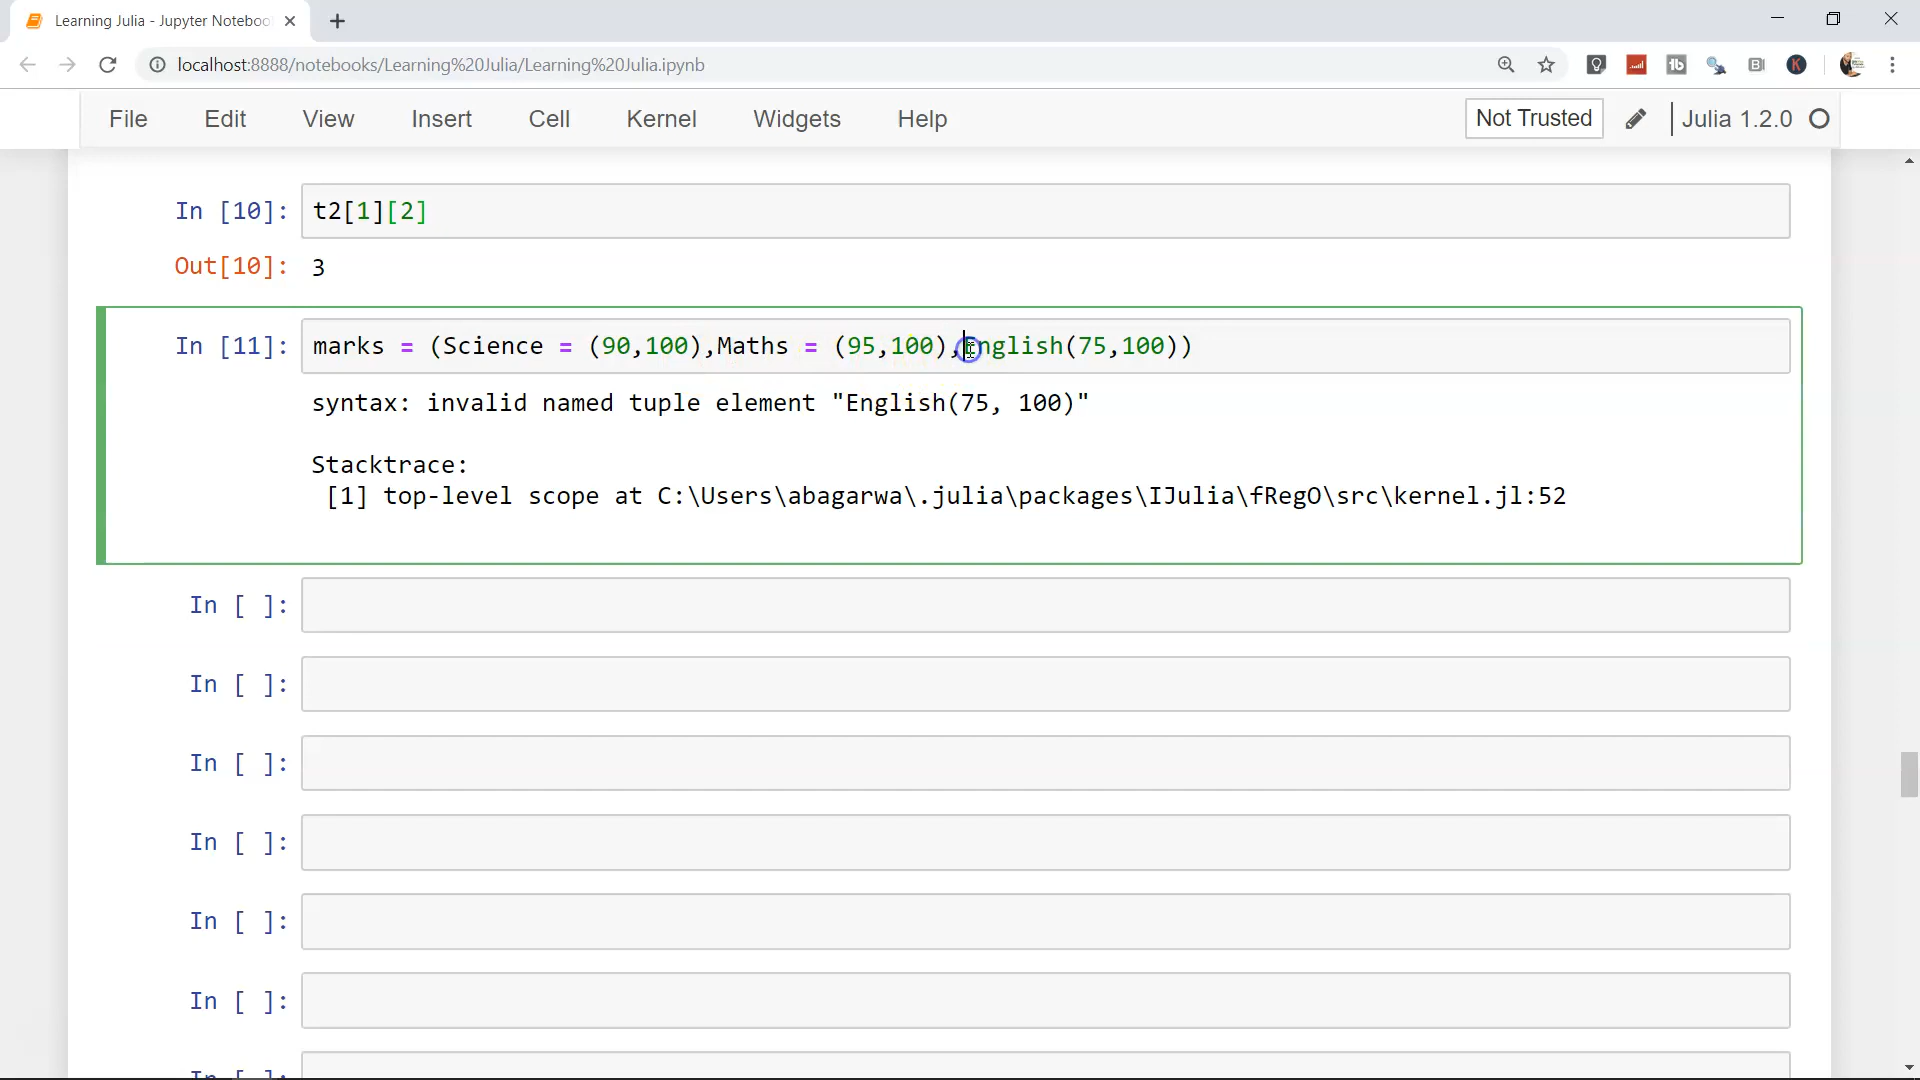 Learning Julia - Jupyter Noteboo
localhost:8888/notebooks/Learning%20Julia/Learning%20Julia.ipynb
File Edit View Insert Cell Kernel Widgets Help Not Trusted Julia 1.2.0
In [10]: t2[1][2]
Out[10]: 3
In [11]: marks = (Science = (90,100),Maths = (95,100),English(75,100))
syntax: invalid named tuple element "English(75, 100)"
Stacktrace:
[1] top-level scope at C:\Users\abagarwa\.julia\packages\IJulia\fRegO\src\kernel.jl:52
In [ ]:
In [ ]:
In [ ]:
In [ ]:
In [ ]:
In [ ]: